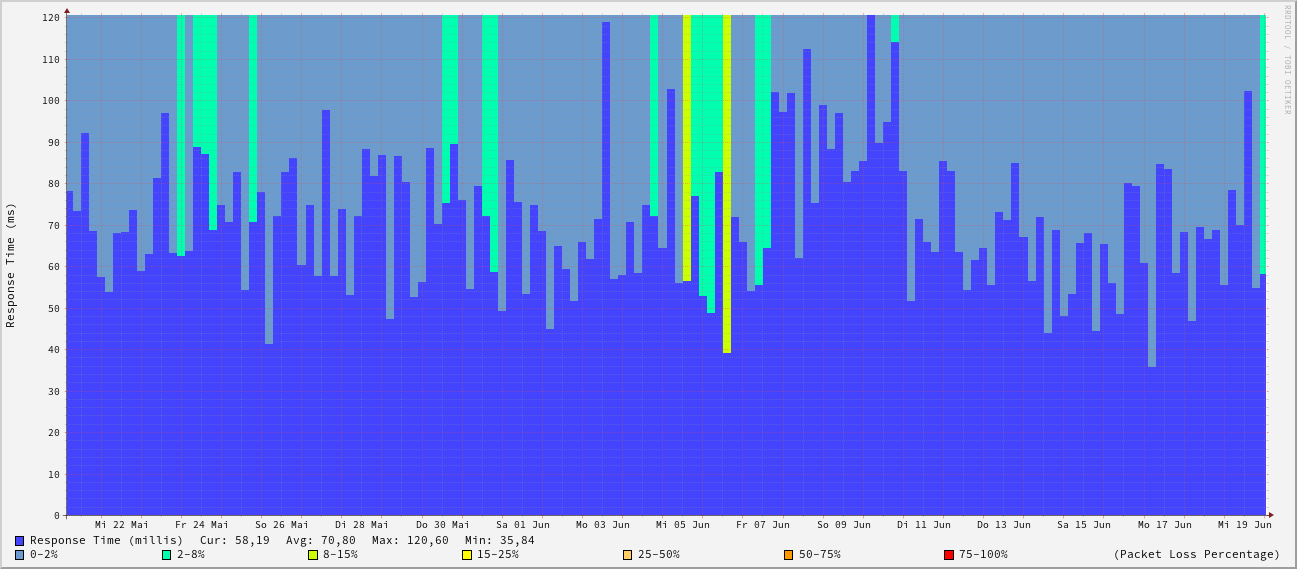 RRDTOOL / TOBI OETIKER
Response Time (ms)
120
110
100
90
80
70
60
50
40
30
20
10
0
Mi 22 Mai Fr 24 Mai So 26 Mai Di 28 Mai Do 30 Mai Sa 01 Jun Mo 03 Jun Mi 05 Jun Fr 07 Jun So 09 Jun Di 11 Jun Do 13 Jun Sa 15 Jun Mo 17 Jun Mi 19 Jun
Response Time (millis) Cur: 58,19 Avg: 70,80 Max: 120,60 Min: 35,84
0-2% 2-8% 8-15% 15-25% 25-50% 50-75% 75-100% (Packet Loss Percentage)